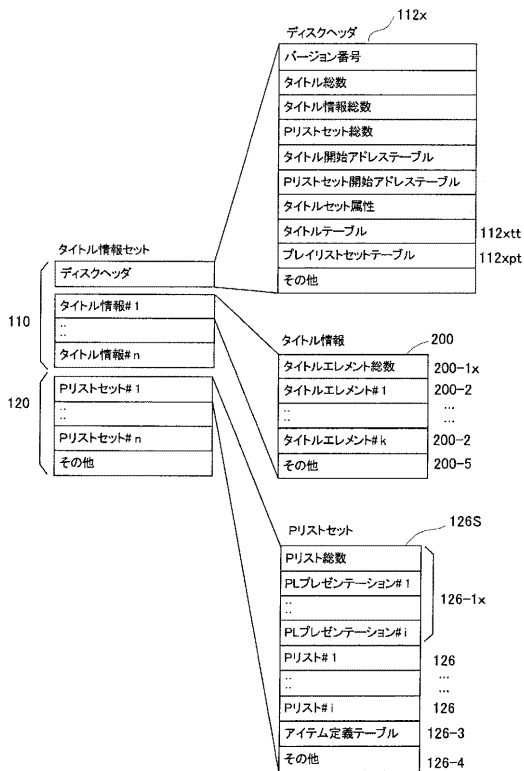 112x
ディスクヘッダ
バージョン番号
タイトル総数
タイトル情報総数
Pリストセット総数
タイトル開始アドレステーブル
Pリストセット開始アドレステーブル
タイトルセット属性
タイトルテーブル 112xtt
プレイリストセットテーブル 112xpt
その他
タイトル情報セット
ディスクヘッダ
110
タイトル情報#1
::
タイトル情報#n
120
Pリストセット#1
::
Pリストセット#n
その他
タイトル情報 200
タイトルエレメント総数 200-1x
タイトルエレメント#1 200-2
:: ...
...
タイトルエレメント#k 200-2
その他 200-5
Pリストセット 126S
Pリスト総数
PLプレゼンテーション#1
126-1x
::
PLプレゼンテーション#i
Pリスト#1 126
:: ...
...
Pリスト#i 126
アイテム定義テーブル 126-3
その他 126-4